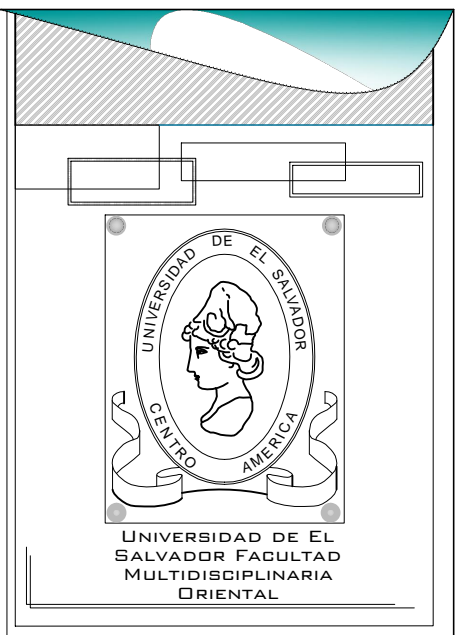 UNIVERSIDAD DE EL SALVADOR
CENTRO AMERICA
UNIVERSIDAD DE EL
SALVADOR FACULTAD
MULTIDISCIPLINARIA
ORIENTAL